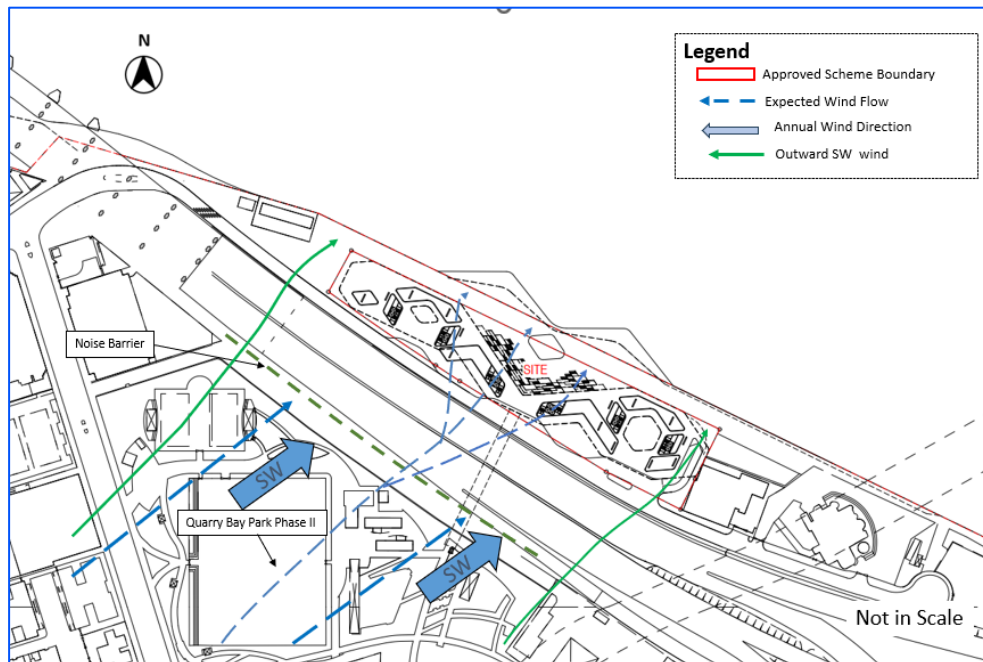 N
Legend
Approved Scheme Boundary
Expected Wind Flow
Annual Wind Direction
Outward SW wind
Noise Barrier
SITE
SW
Quarry Bay Park Phase II
SW
Not in Scale